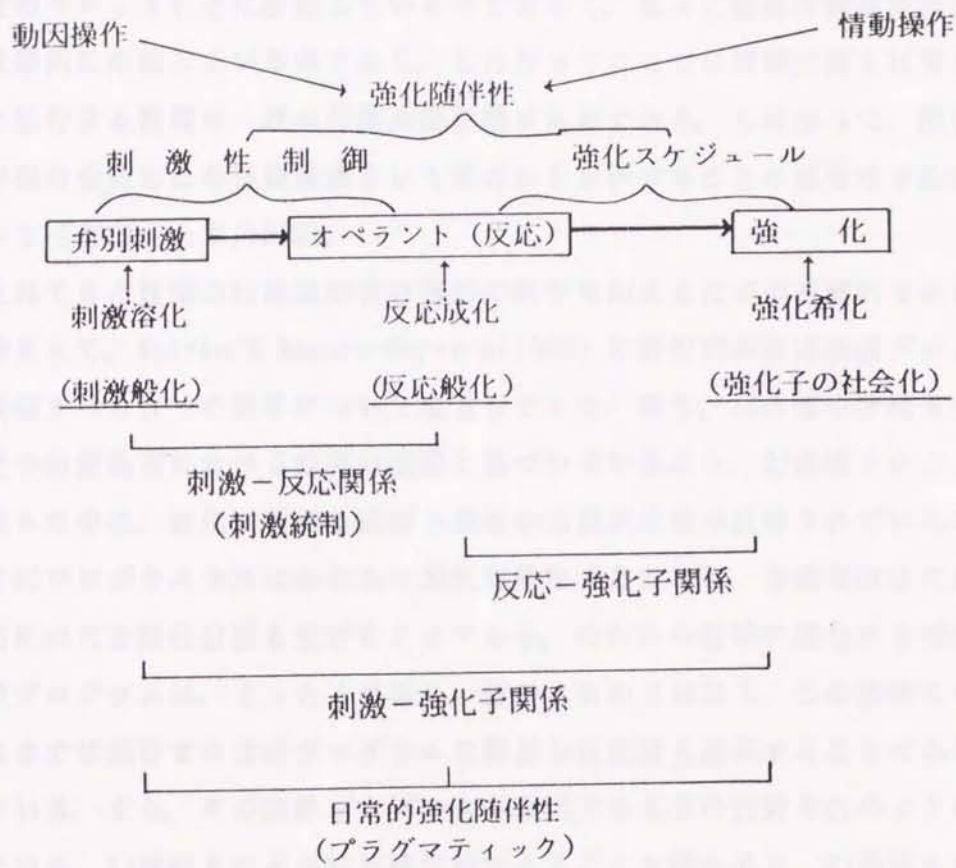 動因操作 情動操作
強化随伴性
刺激性制御 強化スケジュール
弁別刺激 オペラント（反応） 強化
刺激溶化 反応成化 強化希化
（刺激般化） （反応般化） （強化子の社会化）
刺激－反応関係
（刺激統制）
反応－強化子関係
刺激－強化子関係
日常的強化随伴性
（プラグマティック）